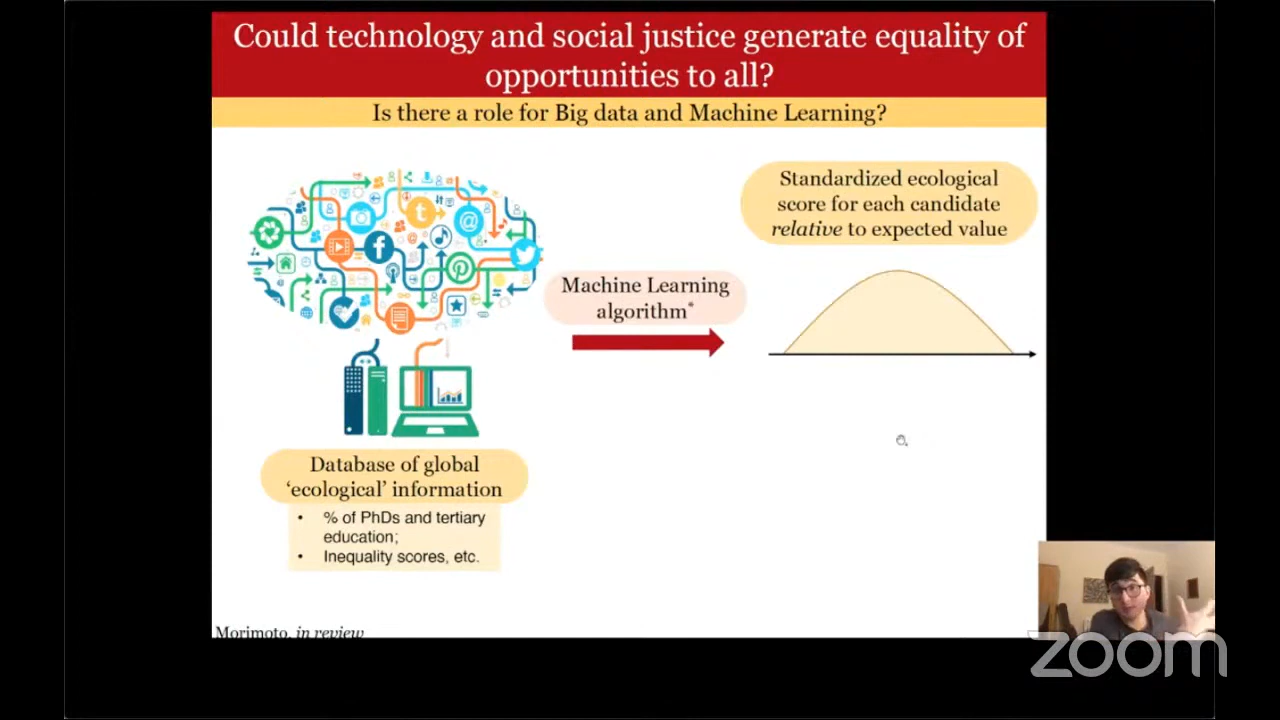 Could technology and social justice generate equality of
opportunities to all?
Is there a role for Big data and Machine Learning?
Standardized ecological
score for each candidate
relative to expected value
Machine Learning
algorithm*
Database of global
‘ecological’ information
• % of PhDs and tertiary
education;
• Inequality scores, etc.
Morimoto, in review
zoom